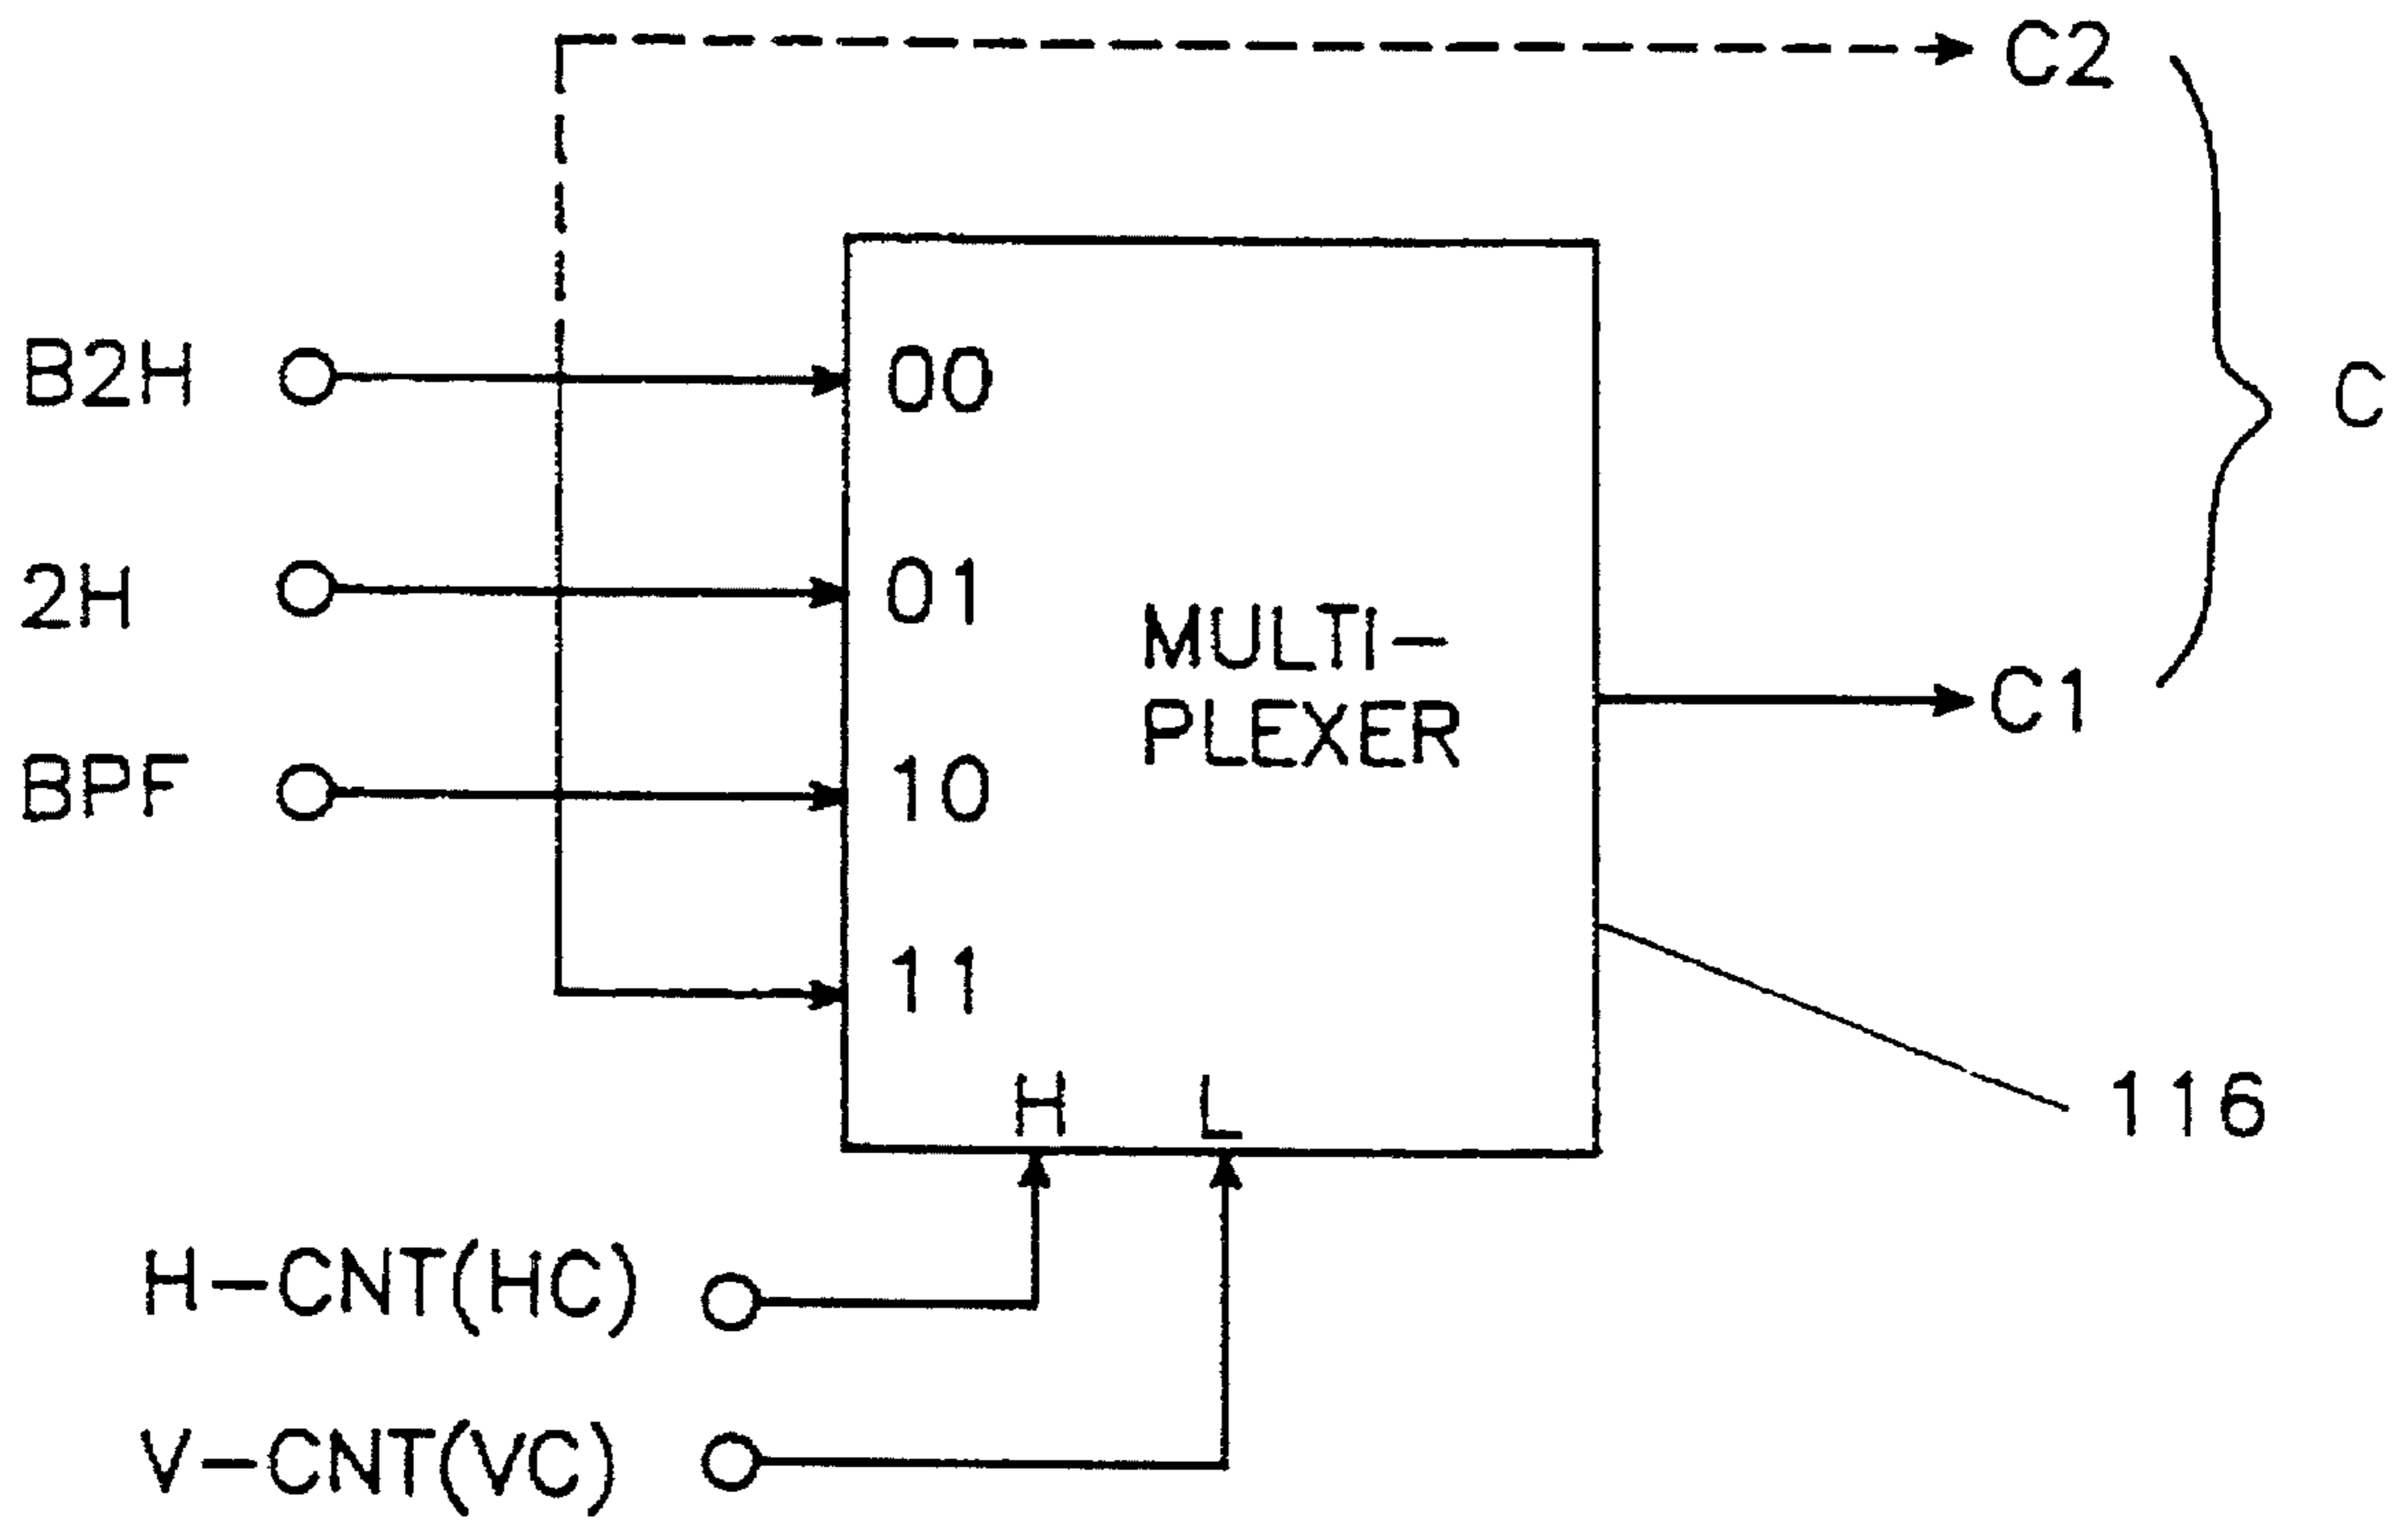 C2
B2H
00
C
2H
01
MULTI-
PLEXER
C1
BPF
10
11
H L
116
H-CNT(HC)
V-CNT(VC)